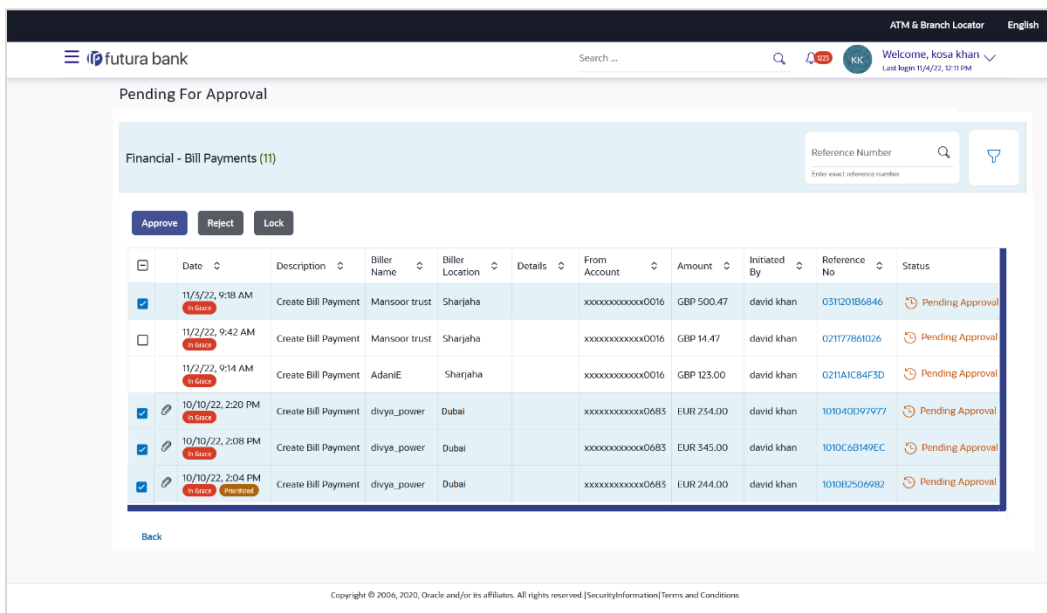 ATM & Branch Locator English
futura bank Search ... 1223 KK Welcome, kosa khan
Last login 11/4/22, 12:11 PM
Pending For Approval
Financial - Bill Payments (11) Reference Number
Enter exact reference number
Approve Reject Lock
Date Description Biller Name Biller Location Details From Account Amount Initiated By Reference No Status
11/3/22, 9:18 AM In Grace Create Bill Payment Mansoor trust Sharjaha xxxxxxxxxxxx0016 GBP 500.47 david khan 0311201B6846 Pending Approval
11/2/22, 9:42 AM In Grace Create Bill Payment Mansoor trust Sharjaha xxxxxxxxxxxx0016 GBP 14.47 david khan 021177861026 Pending Approval
11/2/22, 9:14 AM In Grace Create Bill Payment AdaniE Sharjaha xxxxxxxxxxxx0016 GBP 123.00 david khan 0211A1C84F3D Pending Approval
10/10/22, 2:20 PM In Grace Create Bill Payment divya_power Dubai xxxxxxxxxxxx0683 EUR 234.00 david khan 101040D97977 Pending Approval
10/10/22, 2:08 PM In Grace Create Bill Payment divya_power Dubai xxxxxxxxxxxx0683 EUR 345.00 david khan 1010C6B149EC Pending Approval
10/10/22, 2:04 PM In Grace Prioritized Create Bill Payment divya_power Dubai xxxxxxxxxxxx0683 EUR 244.00 david khan 1010B2506982 Pending Approval
Back
Copyright © 2006, 2020, Oracle and/or its affiliates. All rights reserved.|SecurityInformation|Terms and Conditions